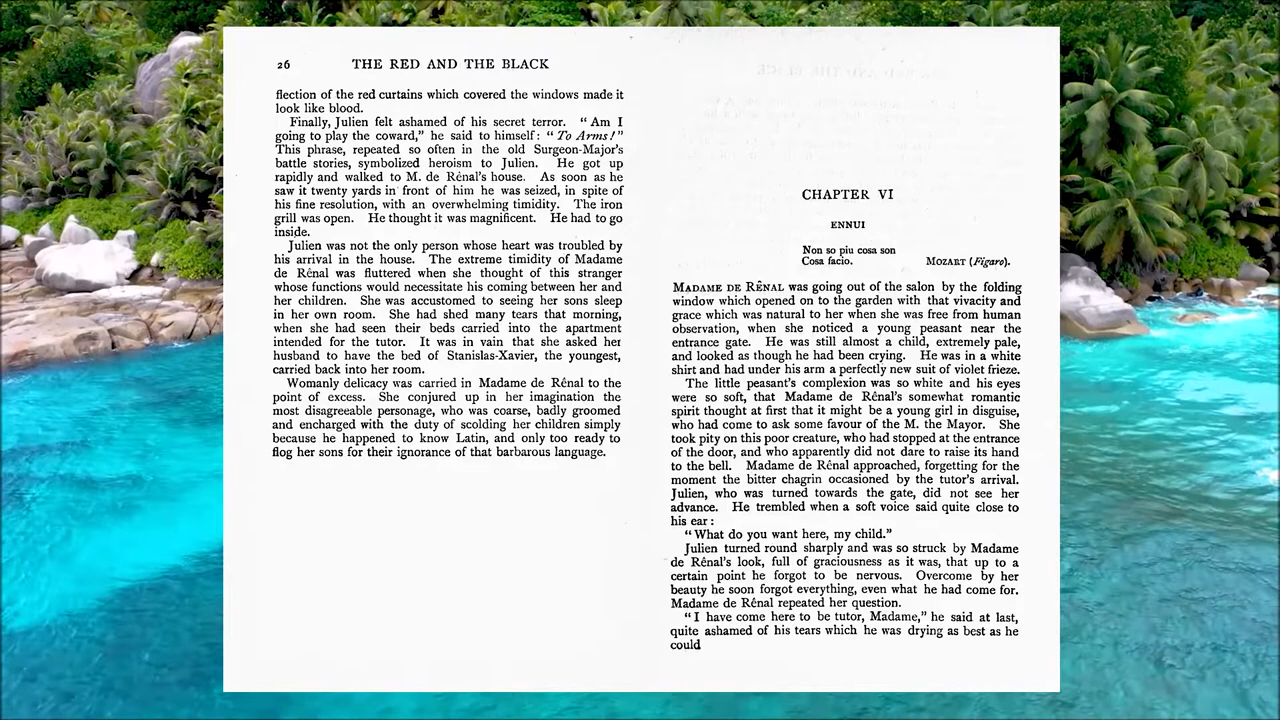 26 THE RED AND THE BLACK
flection of the red curtains which covered the windows made it
look like blood.
Finally, Julien felt ashamed of his secret terror. “Am I
going to play the coward,” he said to himself: “To Arms!”
This phrase, repeated so often in the old Surgeon-Major’s
battle stories, symbolized heroism to Julien. He got up
rapidly and walked to M. de Rênal’s house. As soon as he
saw it twenty yards in front of him he was seized, in spite of
his fine resolution, with an overwhelming timidity. The iron
grill was open. He thought it was magnificent. He had to go
inside.
Julien was not the only person whose heart was troubled by
his arrival in the house. The extreme timidity of Madame
de Rênal was fluttered when she thought of this stranger
whose functions would necessitate his coming between her and
her children. She was accustomed to seeing her sons sleep
in her own room. She had shed many tears that morning,
when she had seen their beds carried into the apartment
intended for the tutor. It was in vain that she asked her
husband to have the bed of Stanislas-Xavier, the youngest,
carried back into her room.
Womanly delicacy was carried in Madame de Rênal to the
point of excess. She conjured up in her imagination the
most disagreeable personage, who was coarse, badly groomed
and encharged with the duty of scolding her children simply
because he happened to know Latin, and only too ready to
flog her sons for their ignorance of that barbarous language.
CHAPTER VI
ENNUI
Non so piu cosa son
Cosa facio. MOZART (Figaro).
MADAME DE RÊNAL was going out of the salon by the folding
window which opened on to the garden with that vivacity and
grace which was natural to her when she was free from human
observation, when she noticed a young peasant near the
entrance gate. He was still almost a child, extremely pale,
and looked as though he had been crying. He was in a white
shirt and had under his arm a perfectly new suit of violet frieze.
The little peasant’s complexion was so white and his eyes
were so soft, that Madame de Rênal’s somewhat romantic
spirit thought at first that it might be a young girl in disguise,
who had come to ask some favour of the M. the Mayor. She
took pity on this poor creature, who had stopped at the entrance
of the door, and who apparently did not dare to raise its hand
to the bell. Madame de Rênal approached, forgetting for the
moment the bitter chagrin occasioned by the tutor’s arrival.
Julien, who was turned towards the gate, did not see her
advance. He trembled when a soft voice said quite close to
his ear:
“What do you want here, my child.”
Julien turned round sharply and was so struck by Madame
de Rênal’s look, full of graciousness as it was, that up to a
certain point he forgot to be nervous. Overcome by her
beauty he soon forgot everything, even what he had come for.
Madame de Rênal repeated her question.
“I have come here to be tutor, Madame,” he said at last,
quite ashamed of his tears which he was drying as best as he
could